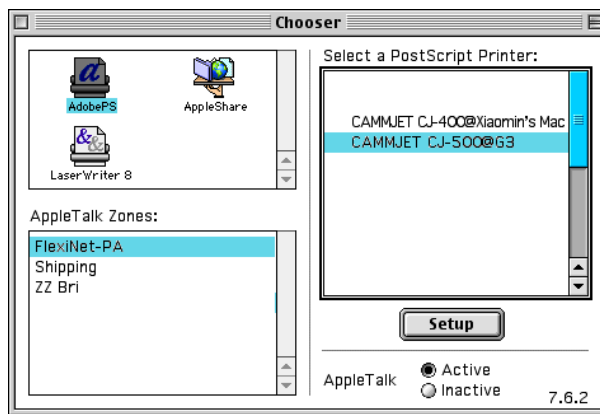 Chooser
AdobePS
AppleShare
LaserWriter 8
AppleTalk Zones:
FlexiNet-PA
Shipping
ZZ Bri
Select a PostScript Printer:
CAMMJET CJ-400@Xiaomin's Mac
CAMMJET CJ-500@G3
Setup
AppleTalk
Active
Inactive
7.6.2